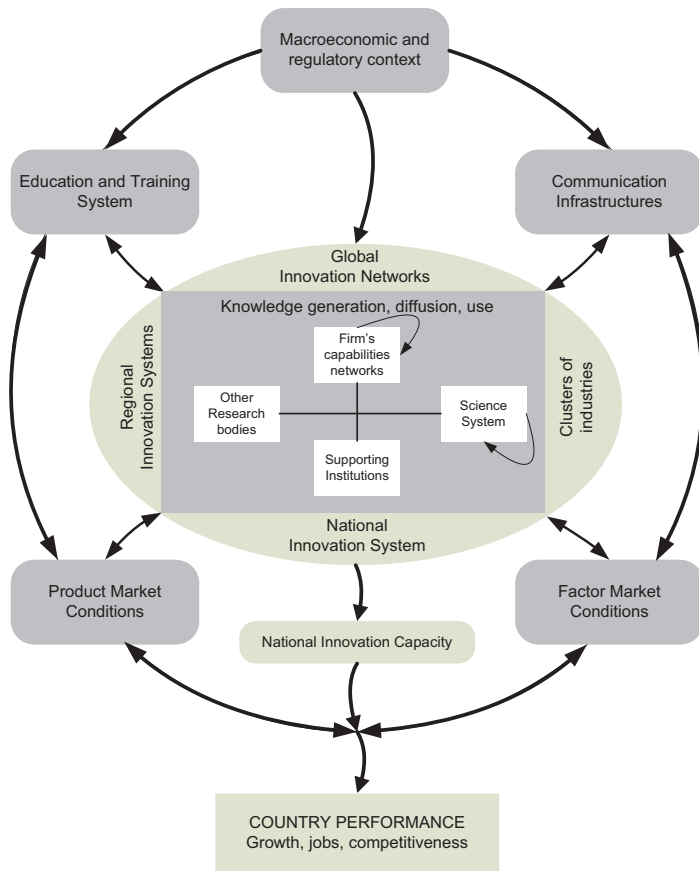 Macroeconomic and
regulatory context
Education and Training
System
Communication
Infrastructures
Global
Innovation Networks
Knowledge generation, diffusion, use
Firm's
capabilities
networks
Regional
Innovation Systems
Other
Research
bodies
Science
System
Clusters of
industries
Supporting
Institutions
National
Innovation System
Product Market
Conditions
Factor Market
Conditions
National Innovation Capacity
COUNTRY PERFORMANCE
Growth, jobs, competitiveness